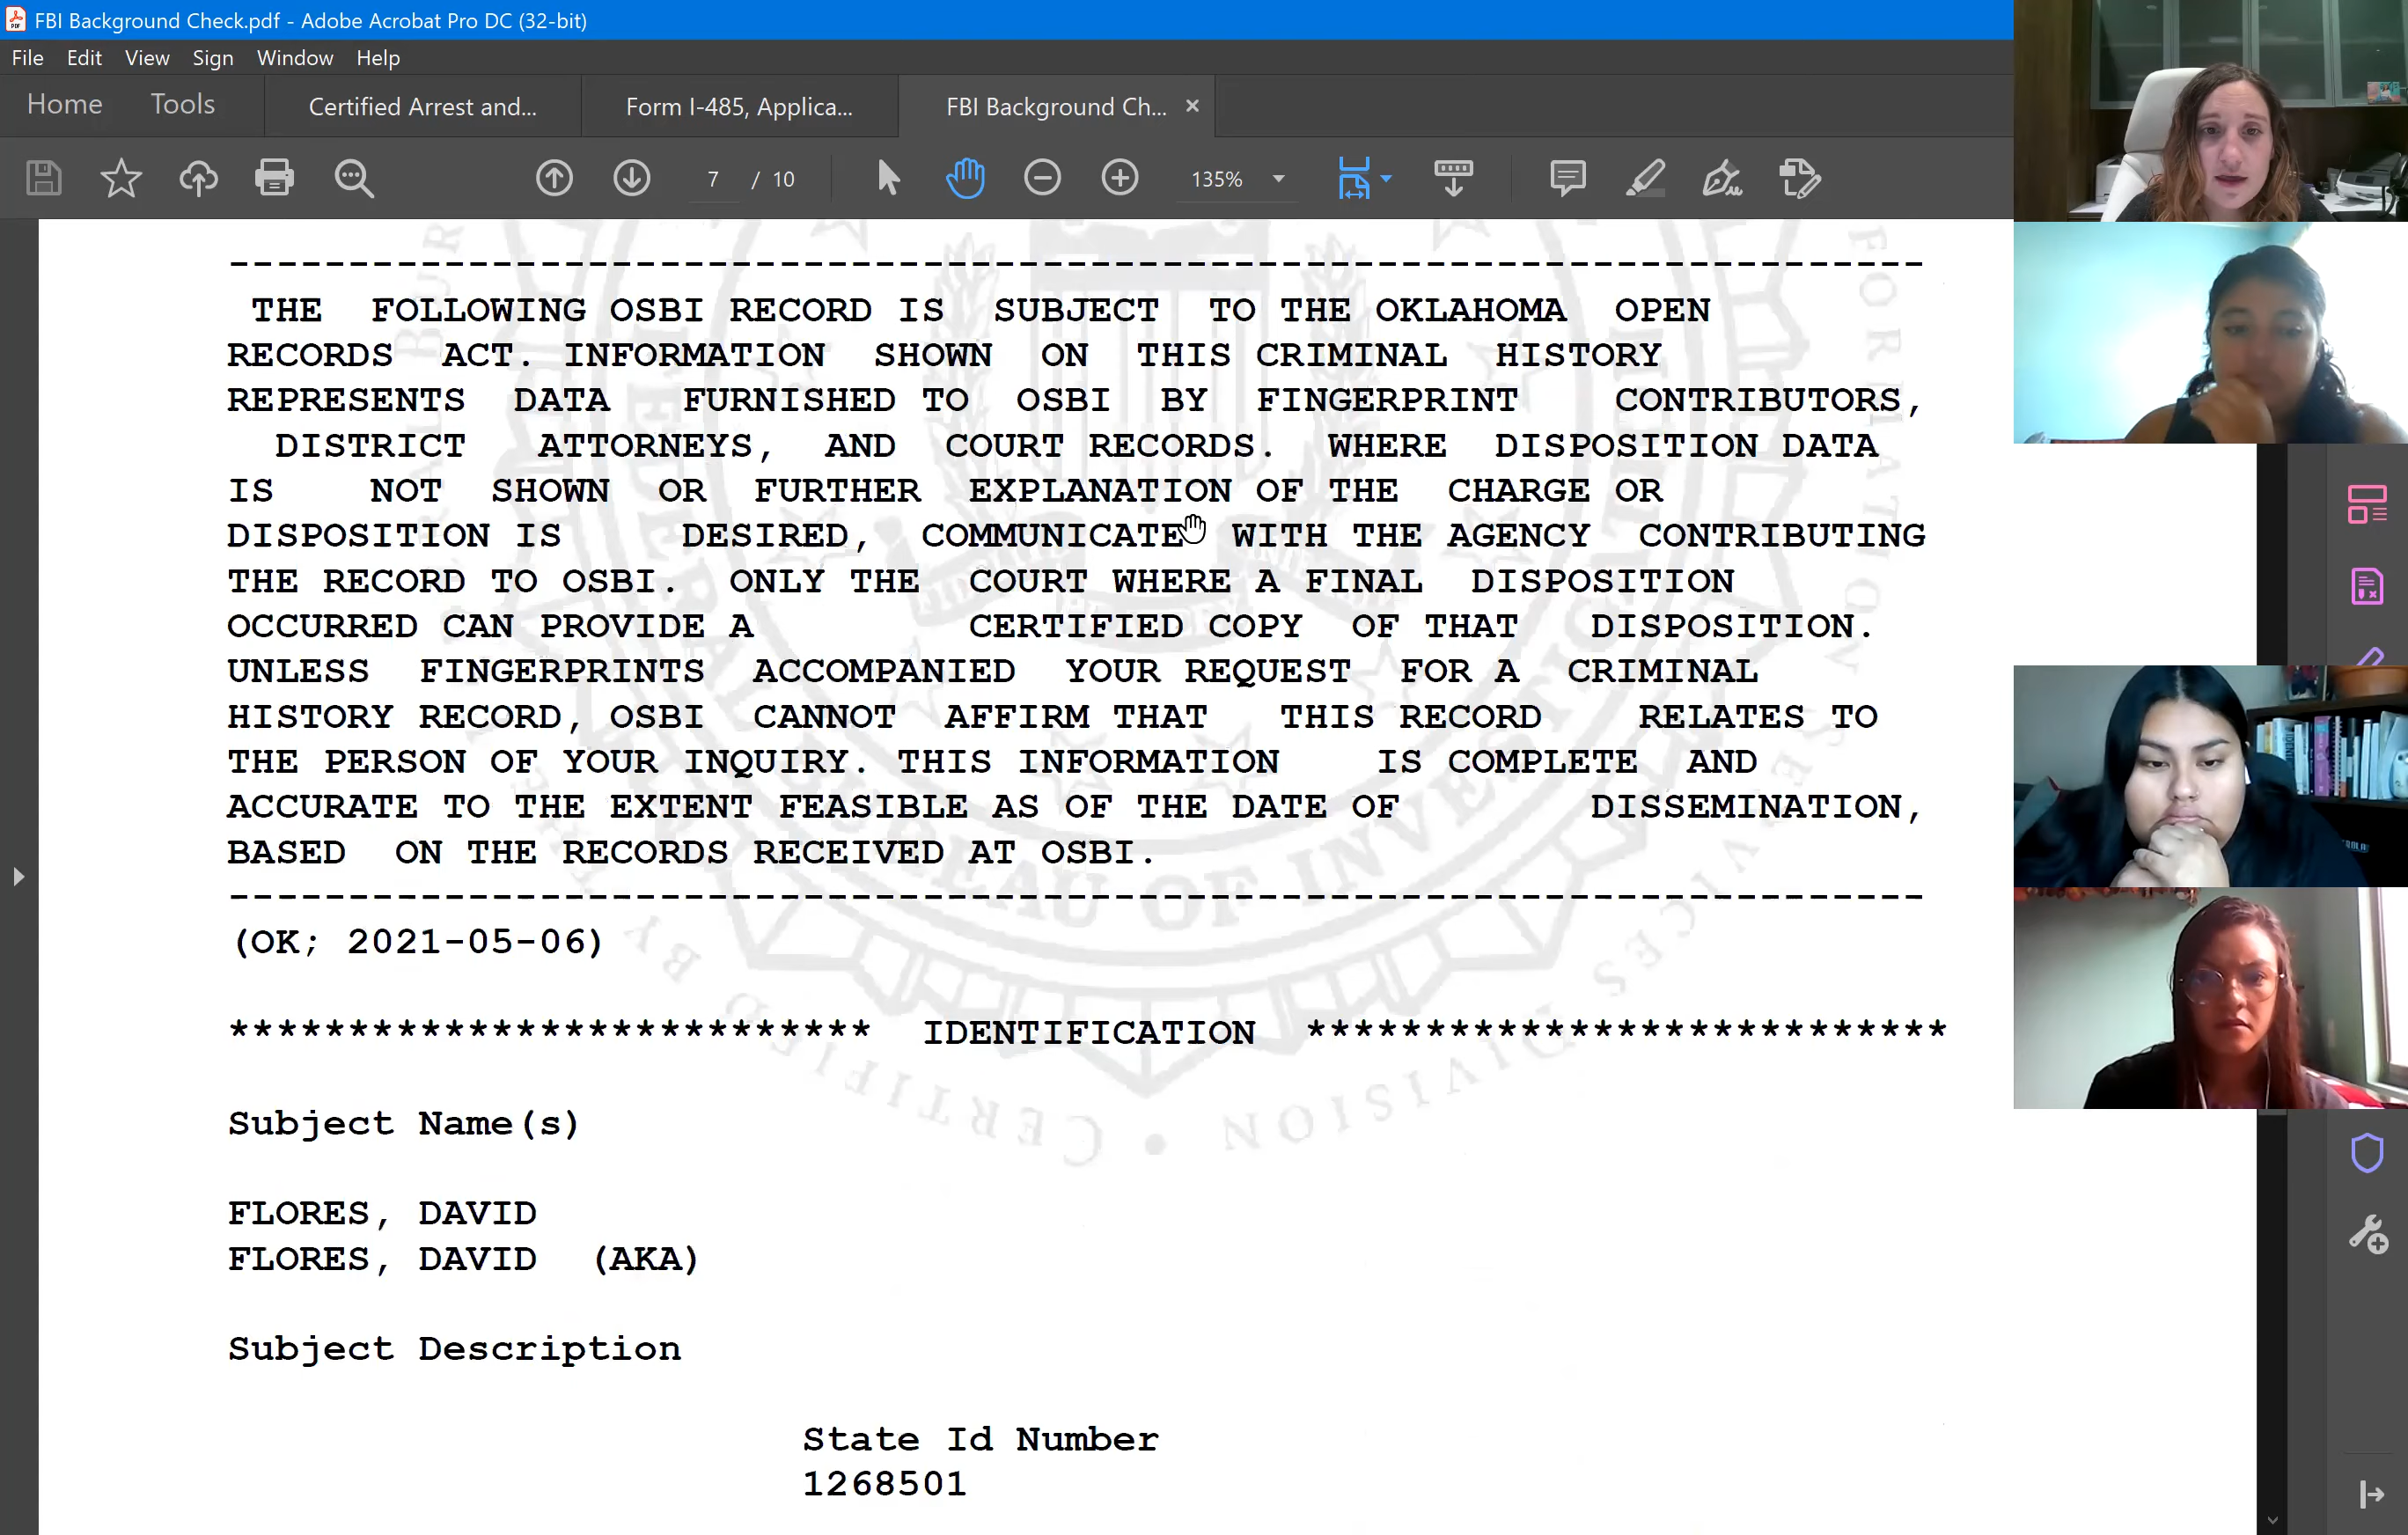 FBI Background Check.pdf - Adobe Acrobat Pro DC (32-bit)
File Edit View Sign Window Help
Home Tools Certified Arrest and... Form I-485, Applica... FBI Background Ch... ×
7 / 10 135%
THE FOLLOWING OSBI RECORD IS SUBJECT TO THE OKLAHOMA OPEN
RECORDS ACT. INFORMATION SHOWN ON THIS CRIMINAL HISTORY
REPRESENTS DATA FURNISHED TO OSBI BY FINGERPRINT CONTRIBUTORS,
DISTRICT ATTORNEYS, AND COURT RECORDS. WHERE DISPOSITION DATA
IS NOT SHOWN OR FURTHER EXPLANATION OF THE CHARGE OR
DISPOSITION IS DESIRED, COMMUNICATE WITH THE AGENCY CONTRIBUTING
THE RECORD TO OSBI. ONLY THE COURT WHERE A FINAL DISPOSITION
OCCURRED CAN PROVIDE A CERTIFIED COPY OF THAT DISPOSITION.
UNLESS FINGERPRINTS ACCOMPANIED YOUR REQUEST FOR A CRIMINAL
HISTORY RECORD, OSBI CANNOT AFFIRM THAT THIS RECORD RELATES TO
THE PERSON OF YOUR INQUIRY. THIS INFORMATION IS COMPLETE AND
ACCURATE TO THE EXTENT FEASIBLE AS OF THE DATE OF DISSEMINATION,
BASED ON THE RECORDS RECEIVED AT OSBI.
(OK; 2021-05-06)
*************************** IDENTIFICATION ***************************
Subject Name(s)
FLORES, DAVID
FLORES, DAVID (AKA)
Subject Description
State Id Number
1268501
FEDERAL BUREAU OF INVESTIGATION
CERTIFIED BY
DIVISION
SERVICES